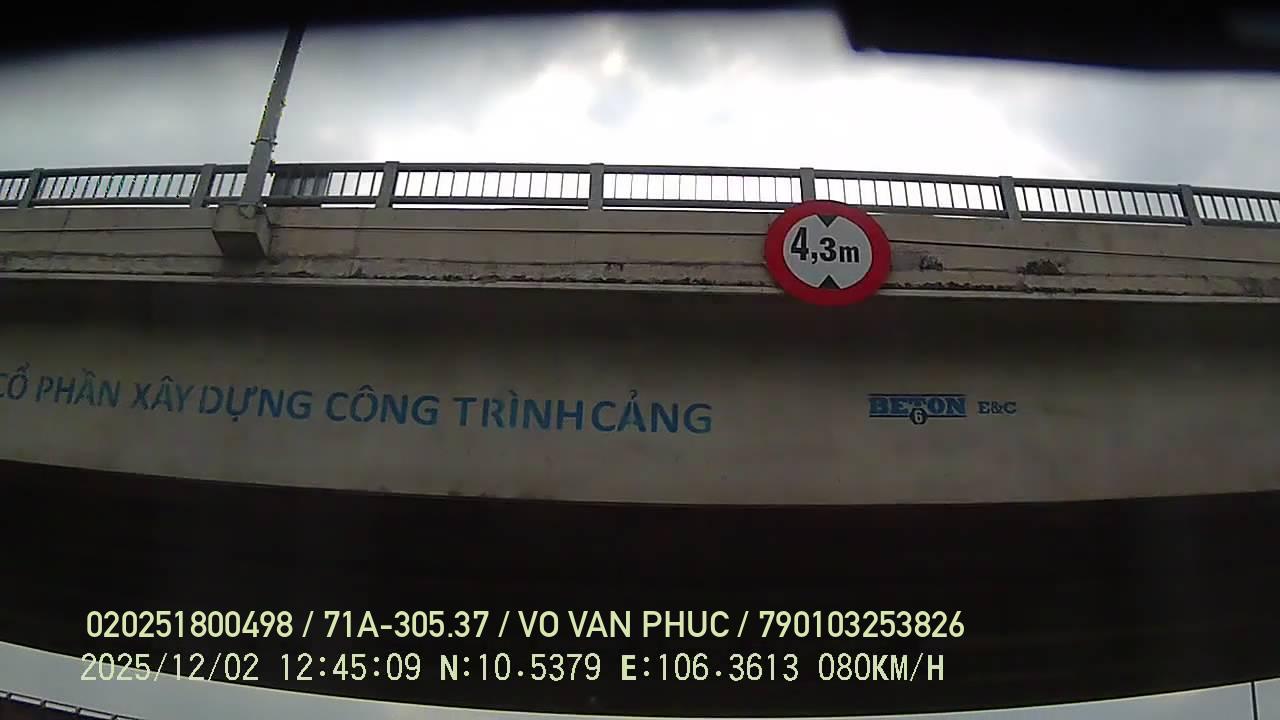 4,3m
CỔ PHẦN XÂY DỰNG CÔNG TRÌNH CẢNG
BETON 6 E&C
020251800498 / 71A-305.37 / VO VAN PHUC / 790103253826
2025/12/02 12:45:09 N:10.5379 E:106.3613 080KM/H